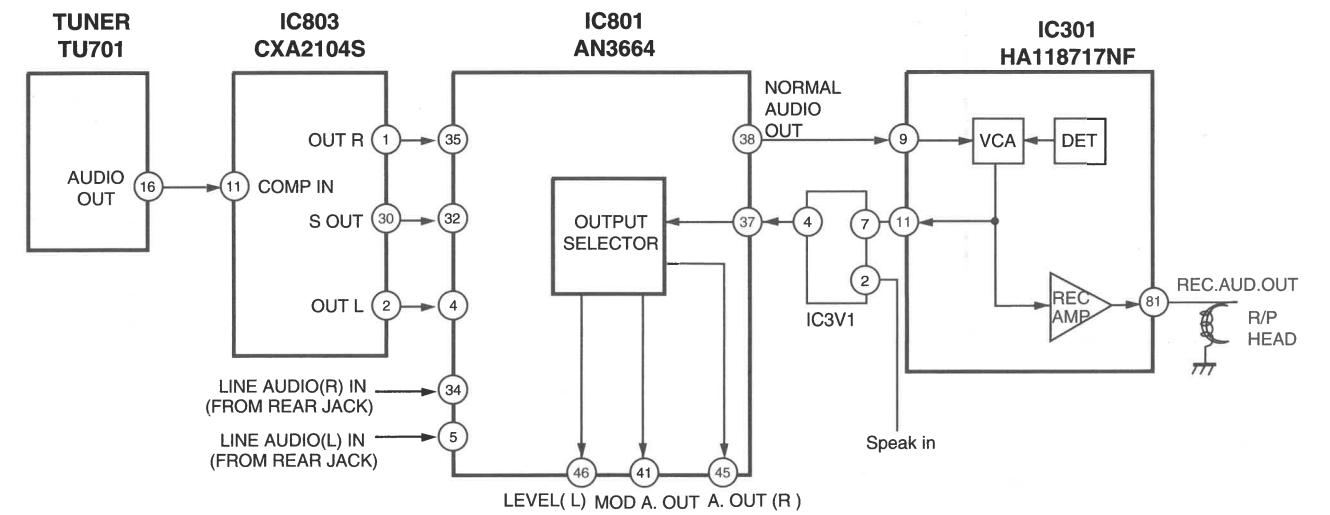 TUNER
TU701
IC803
CXA2104S
IC801
AN3664
IC301
HA118717NF
AUDIO
OUT
16
11
COMP IN
OUT R
1
S OUT
30
OUT L
2
35
32
4
LINE AUDIO(R) IN
(FROM REAR JACK)
34
LINE AUDIO(L) IN
(FROM REAR JACK)
5
OUTPUT
SELECTOR
38
NORMAL
AUDIO
OUT
37
46
41
45
LEVEL( L)
MOD A. OUT
A. OUT (R )
4
7
2
IC3V1
Speak in
9
11
VCA
DET
REC
AMP
81
REC.AUD.OUT
R/P
HEAD